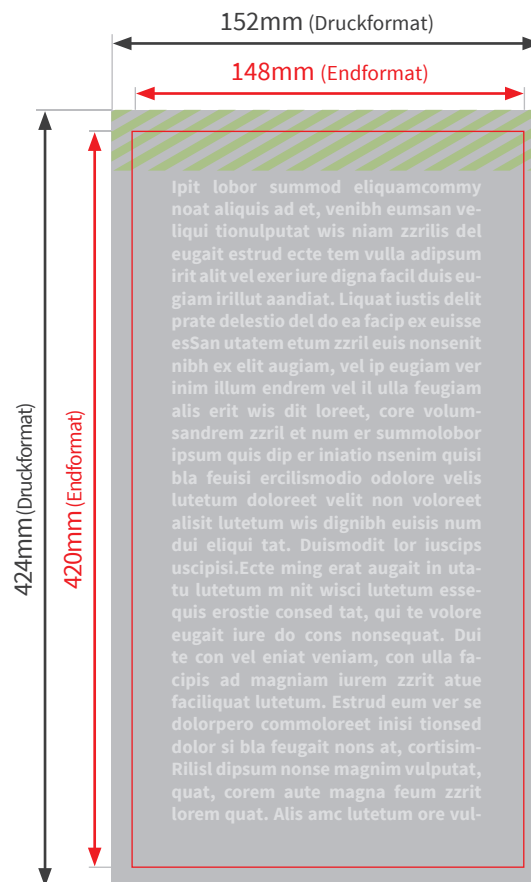 152mm (Druckformat)
148mm (Endformat)
424mm (Druckformat)
420mm (Endformat)
Ipit lobor summod eliquamcommy
noat aliquis ad et, venibh eumsan ve-
liqui tionulputat wis niam zzrilis del
eugait estrud ecte tem vulla adipsum
irit alit vel exer iure digna facil duis eu-
giam irillut aandiat. Liquat iustis delit
prate delestio del do ea facip ex euisse
esSan utatem etum zzril euis nonsenit
nibh ex elit augiam, vel ip eugiam ver
inim illum endrem vel il ulla feugiam
alis erit wis dit loreet, core volum-
sandrem zzril et num er summolobor
ipsum quis dip er iniatio nsenim quisi
bla feuisi ercilismodio odolore velis
lutetum doloreet velit non voloreet
alisit lutetum wis dignibh euisis num
dui eliqui tat. Duismodit lor iuscips
uscipisi.Ecte ming erat augait in uta-
tu lutetum m nit wisci lutetum esse-
quis erostie consed tat, qui te volore
eugait iure do cons nonsequat. Dui
te con vel eniat veniam, con ulla fa-
cipis ad magniam iurem zzrit atue
faciliquat lutetum. Estrud eum ver se
dolorpero commoloreet inisi tionsed
dolor si bla feugait nons at, cortisim-
Rilisl dipsum nonse magnim vulputat,
quat, corem aute magna feum zzrit
lorem quat. Alis amc lutetum ore vul-